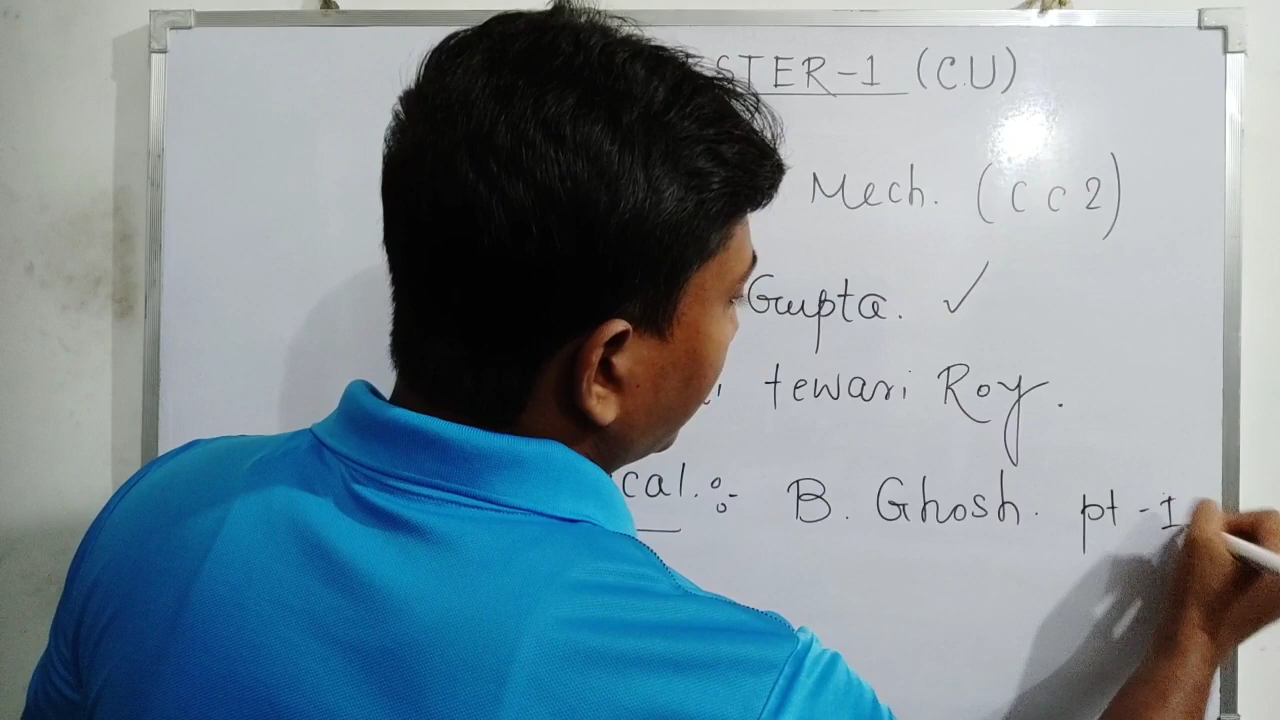 STER-1 (C.U)
Mech. (CC2)
Gupta. ✓
tewari Roy.
cal. :- B. Ghosh. pt -I